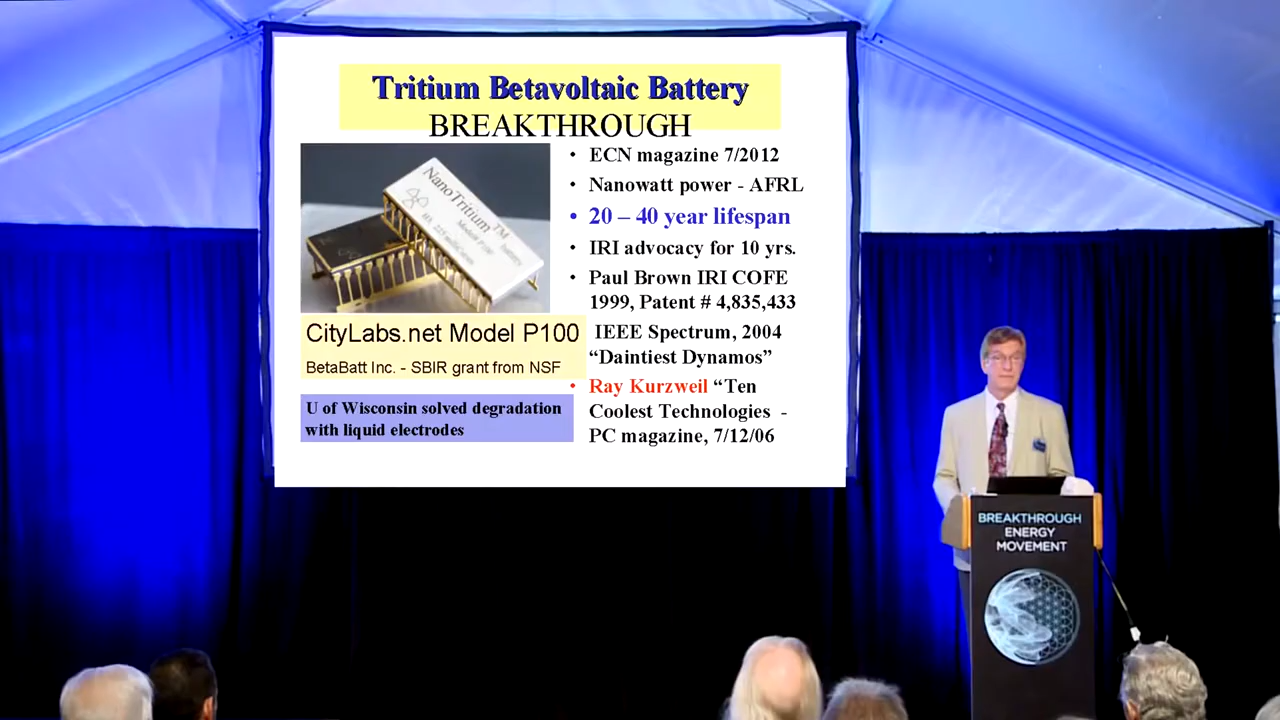 Tritium Betavoltaic Battery
BREAKTHROUGH
NanoTritium™
CityLabs.net Model P100
BetaBatt Inc. - SBIR grant from NSF
U of Wisconsin solved degradation
with liquid electrodes
• ECN magazine 7/2012
• Nanowatt power - AFRL
• 20 – 40 year lifespan
• IRI advocacy for 10 yrs.
• Paul Brown IRI COFE
1999, Patent # 4,835,433
IEEE Spectrum, 2004
“Daintiest Dynamos”
• Ray Kurzweil “Ten
Coolest Technologies -
PC magazine, 7/12/06
BREAKTHROUGH
ENERGY
MOVEMENT